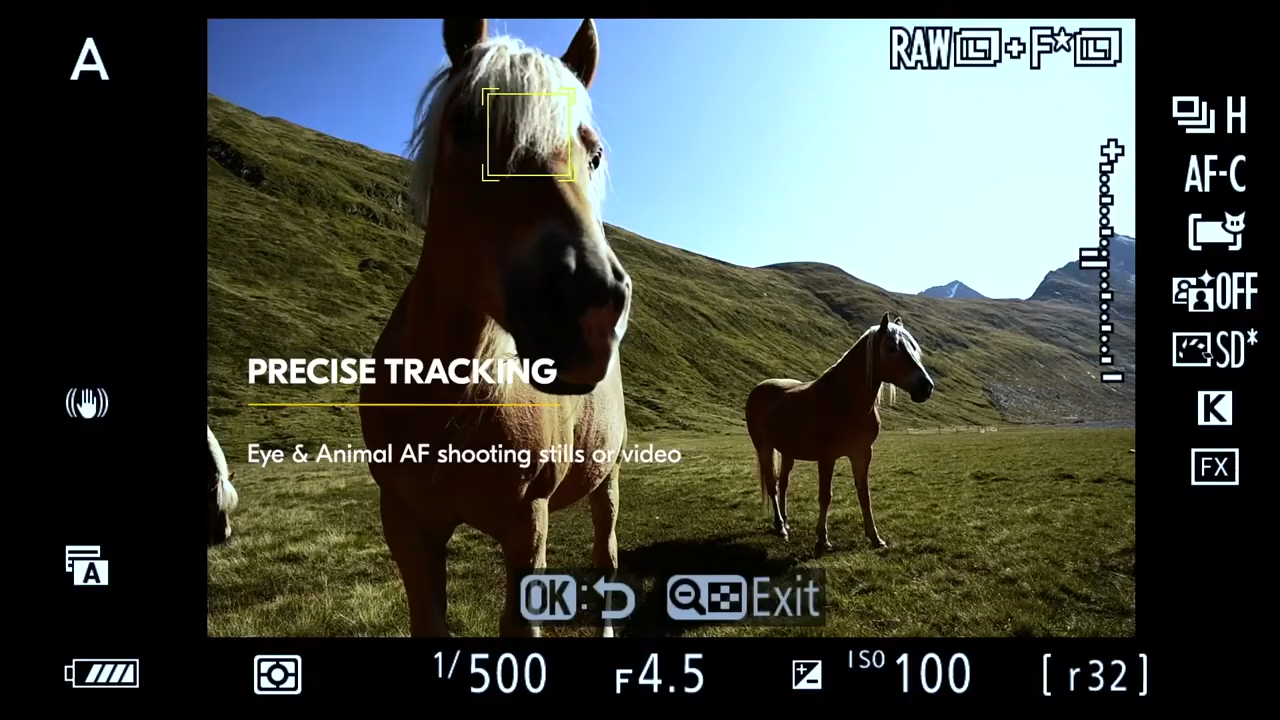 A
RAW L + F★ L
H
AF-C
OFF
SD*
K
FX
PRECISE TRACKING
Eye & Animal AF shooting stills or video
A
OK: Exit
1/500 F4.5 ISO 100 [r32]